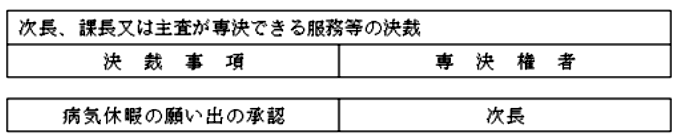 次長、課長又は主査が専決できる服務等の決裁
決裁事項 専決権者
病気休暇の願い出の承認 次長